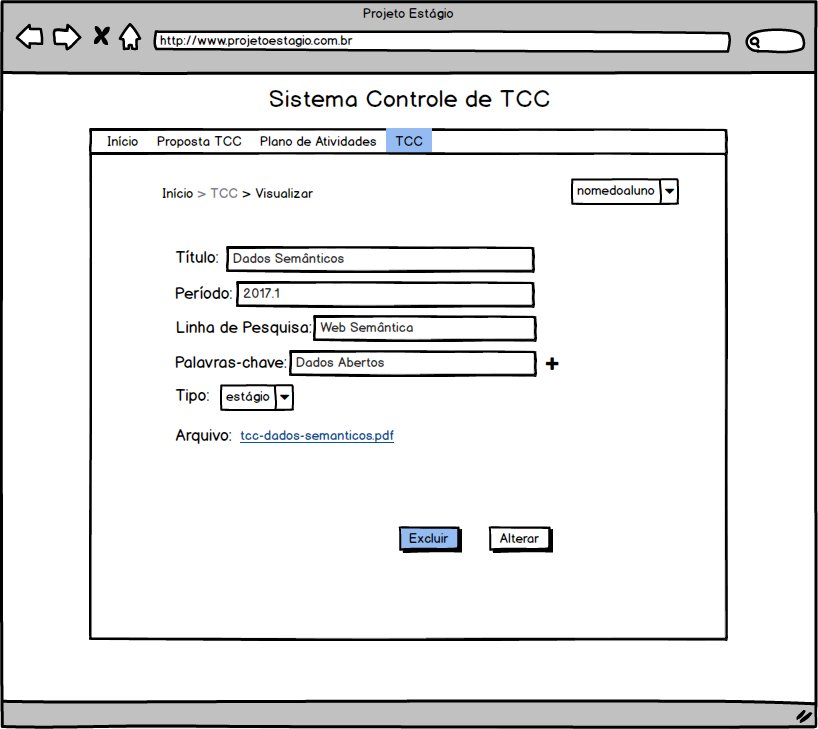 Projeto Estágio
http://www.projetoestagio.com.br
Sistema Controle de TCC
Início Proposta TCC Plano de Atividades TCC
Início > TCC > Visualizar nomedoaluno
Título: Dados Semânticos
Período: 2017.1
Linha de Pesquisa: Web Semântica
Palavras-chave: Dados Abertos +
Tipo: estágio
Arquivo: tcc-dados-semanticos.pdf
Excluir Alterar